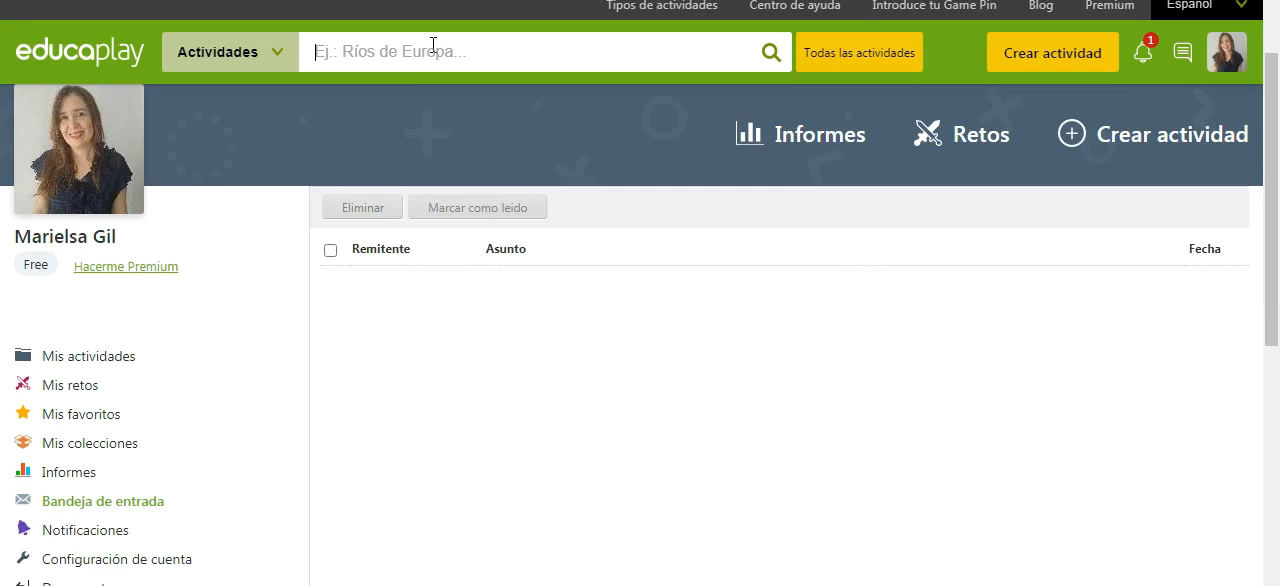 Tipos de actividades Centro de ayuda Introduce tu Game Pin Blog Premium Español
educaplay Actividades Ej.: Ríos de Europa... Todas las actividades Crear actividad 1
Informes Retos Crear actividad
Eliminar Marcar como leido
Marielsa Gil
Remitente Asunto Fecha
Free Hacerme Premium
Mis actividades
Mis retos
Mis favoritos
Mis colecciones
Informes
Bandeja de entrada
Notificaciones
Configuración de cuenta